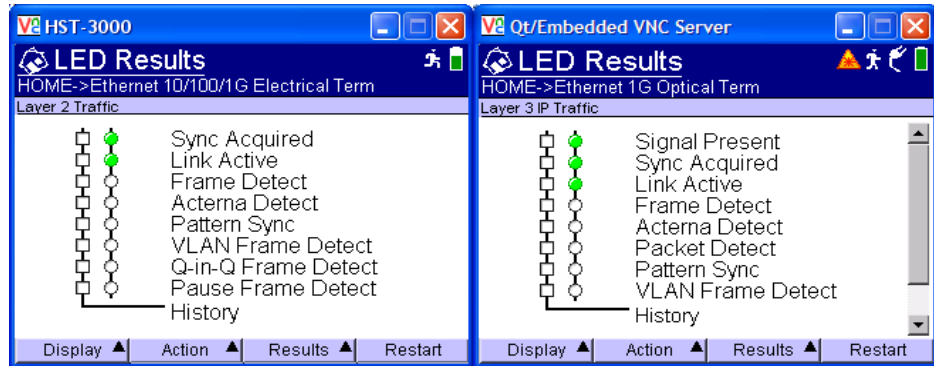 V2 HST-3000
LED Results
HOME->Ethernet 10/100/1G Electrical Term
Layer 2 Traffic
Sync Acquired
Link Active
Frame Detect
Acterna Detect
Pattern Sync
VLAN Frame Detect
Q-in-Q Frame Detect
Pause Frame Detect
History
Display Action Results Restart
V2 Qt/Embedded VNC Server
LED Results
HOME->Ethernet 1G Optical Term
Layer 3 IP Traffic
Signal Present
Sync Acquired
Link Active
Frame Detect
Acterna Detect
Packet Detect
Pattern Sync
VLAN Frame Detect
History
Display Action Results Restart